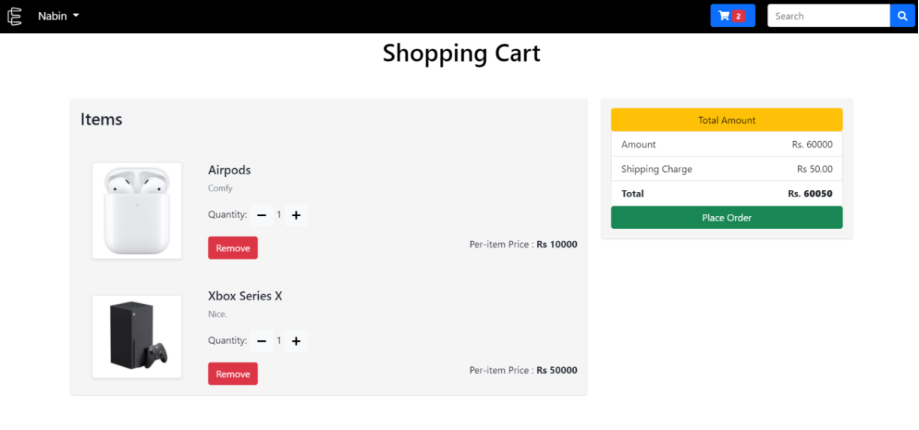 Nabin
2
Search
Shopping Cart
Items
Airpods
Comfy
Quantity: − 1 +
Remove
Per-item Price : Rs 10000
Xbox Series X
Nice.
Quantity: − 1 +
Remove
Per-item Price : Rs 50000
Total Amount
Amount Rs. 60000
Shipping Charge Rs 50.00
Total Rs. 60050
Place Order